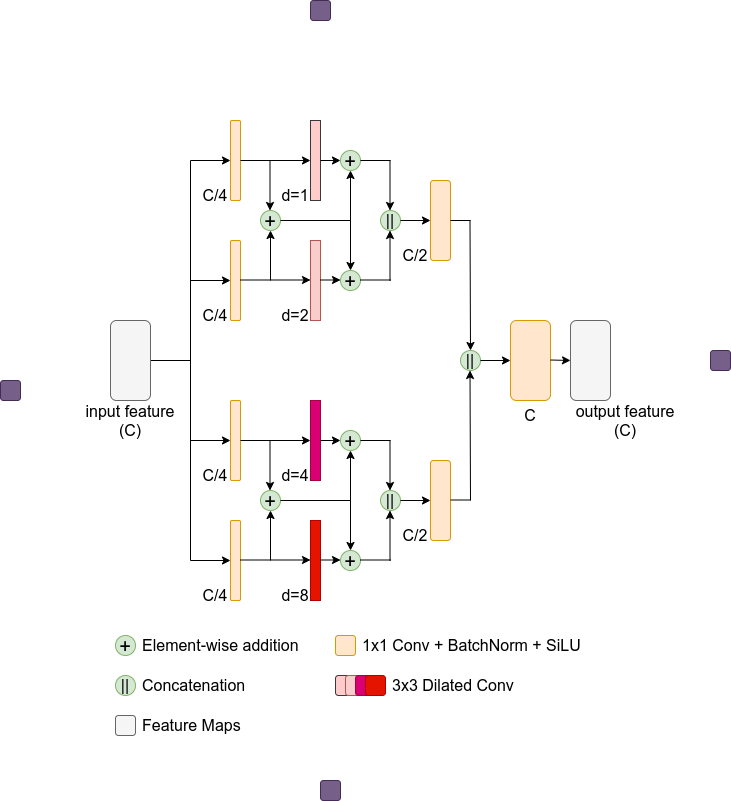 C/4
d=1
+
+
||
C/2
C/4
d=2
+
input feature
(C)
||
C
output feature
(C)
C/4
d=4
+
+
||
C/2
C/4
d=8
+
+ Element-wise addition
1x1 Conv + BatchNorm + SiLU
|| Concatenation
3x3 Dilated Conv
Feature Maps